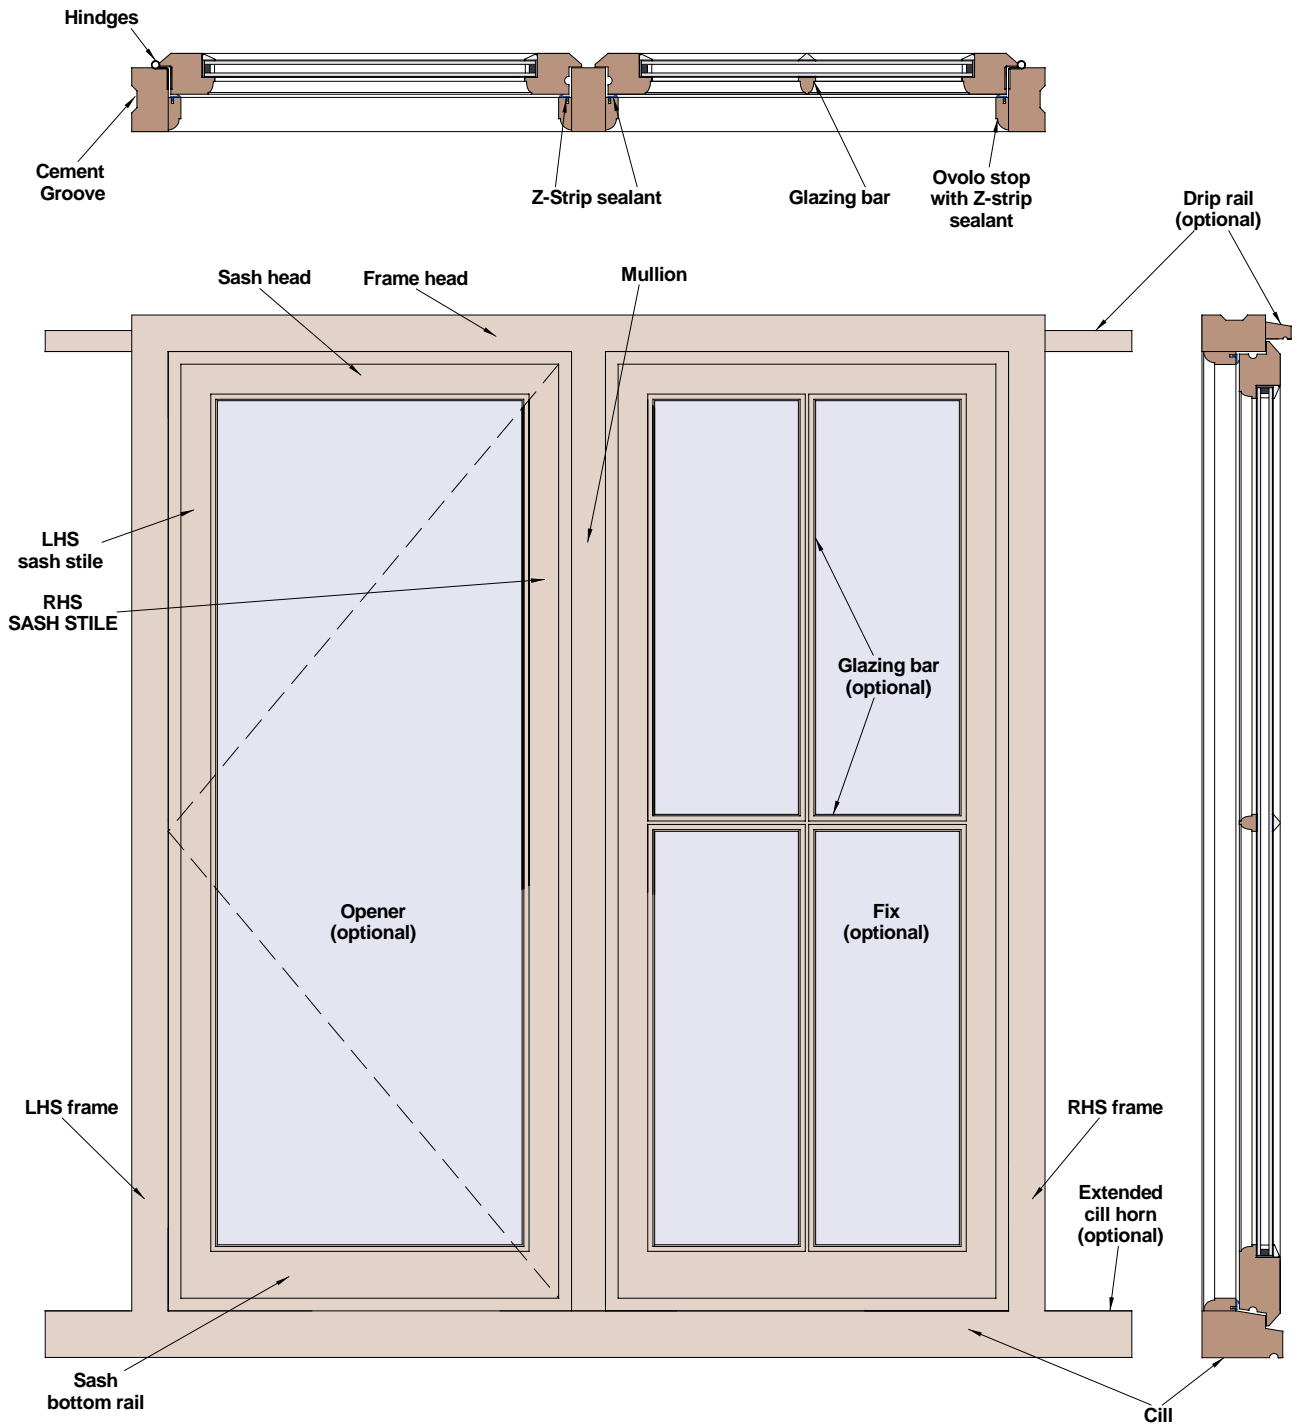 Hindges
Cement
Groove
Z-Strip sealant
Glazing bar
Ovolo stop
with Z-strip
sealant
Drip rail
(optional)
Sash head
Frame head
Mullion
LHS
sash stile
RHS
SASH STILE
Glazing bar
(optional)
Opener
(optional)
Fix
(optional)
LHS frame
RHS frame
Extended
cill horn
(optional)
Sash
bottom rail
Cill